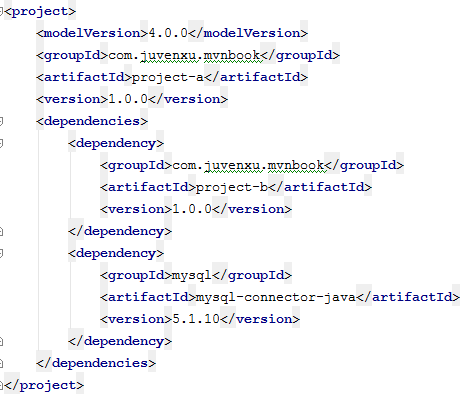 <project>
<modelVersion>4.0.0</modelVersion>
<groupId>com.juvenxu.mvnbook</groupId>
<artifactId>project-a</artifactId>
<version>1.0.0</version>
<dependencies>
<dependency>
<groupId>com.juvenxu.mvnbook</groupId>
<artifactId>project-b</artifactId>
<version>1.0.0</version>
</dependency>
<dependency>
<groupId>mysql</groupId>
<artifactId>mysql-connector-java</artifactId>
<version>5.1.10</version>
</dependency>
</dependencies>
</project>